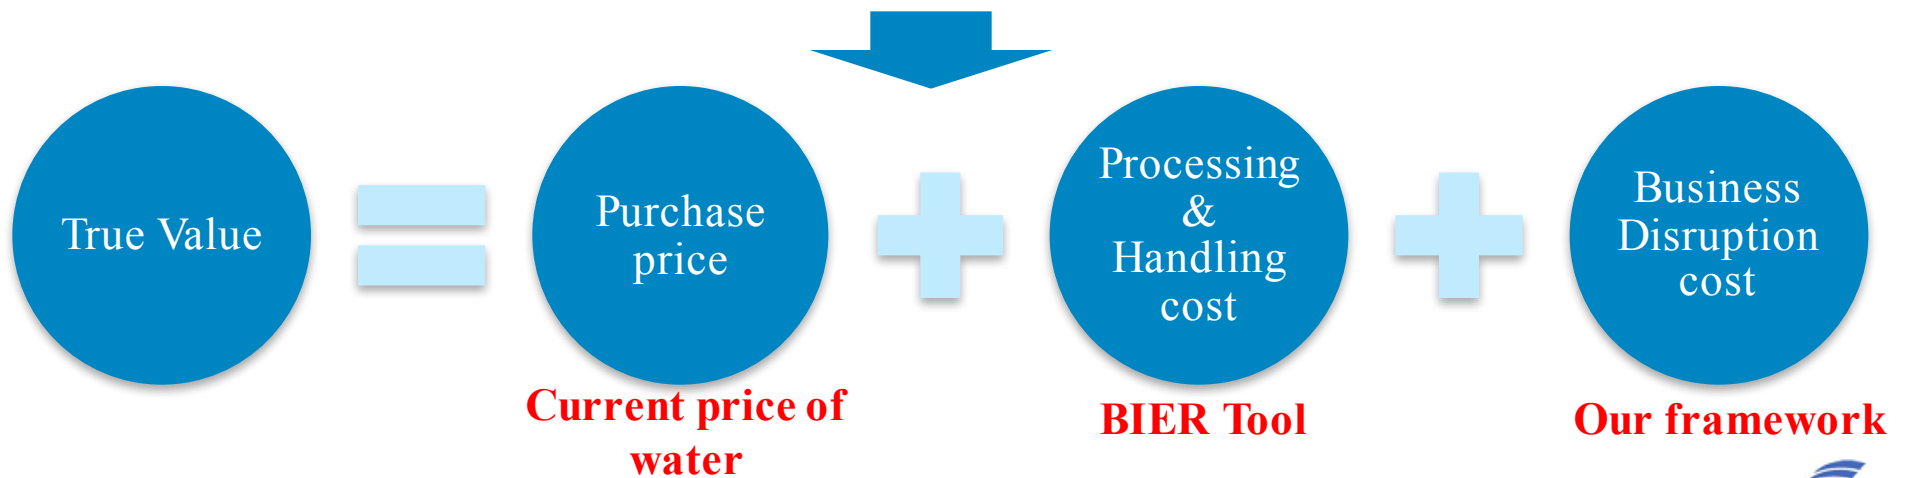 True Value
Purchase
price
Processing
&
Handling
cost
Business
Disruption
cost
Current price of
water
BIER Tool
Our framework